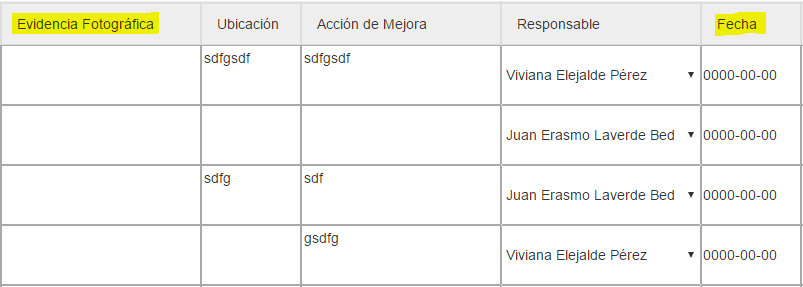 Evidencia Fotográfica Ubicación Acción de Mejora Responsable Fecha
sdfgsdf sdfgsdf Viviana Elejalde Pérez 0000-00-00
Juan Erasmo Laverde Bed 0000-00-00
sdfg sdf Juan Erasmo Laverde Bed 0000-00-00
gsdfg Viviana Elejalde Pérez 0000-00-00